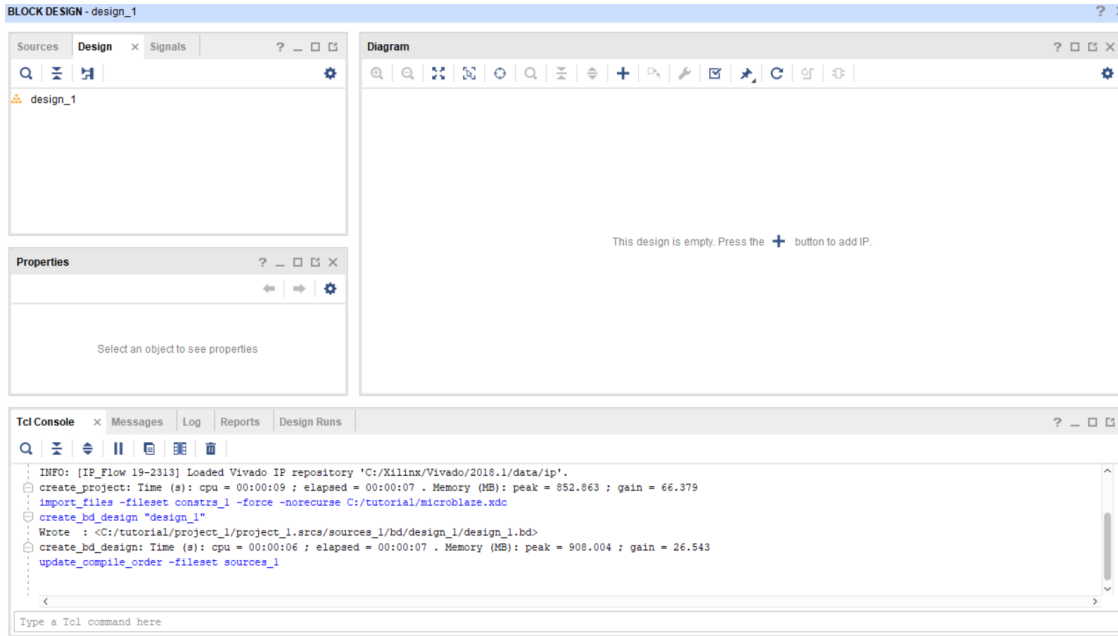 BLOCK DESIGN - design_1
Sources Design Signals
design_1
Properties
Select an object to see properties
Diagram
This design is empty. Press the + button to add IP.
Tcl Console Messages Log Reports Design Runs
INFO: [IP_Flow 19-2313] Loaded Vivado IP repository 'C:/Xilinx/Vivado/2018.1/data/ip'.
create_project: Time (s): cpu = 00:00:09 ; elapsed = 00:00:07 . Memory (MB): peak = 852.863 ; gain = 66.379
import_files -fileset constrs_1 -force -norecurse C:/tutorial/microblaze.xdc
create_bd_design "design_1"
Wrote  : <C:/tutorial/project_1/project_1.srcs/sources_1/bd/design_1/design_1.bd>
create_bd_design: Time (s): cpu = 00:00:06 ; elapsed = 00:00:07 . Memory (MB): peak = 908.004 ; gain = 26.543
update_compile_order -fileset sources_1
Type a Tcl command here